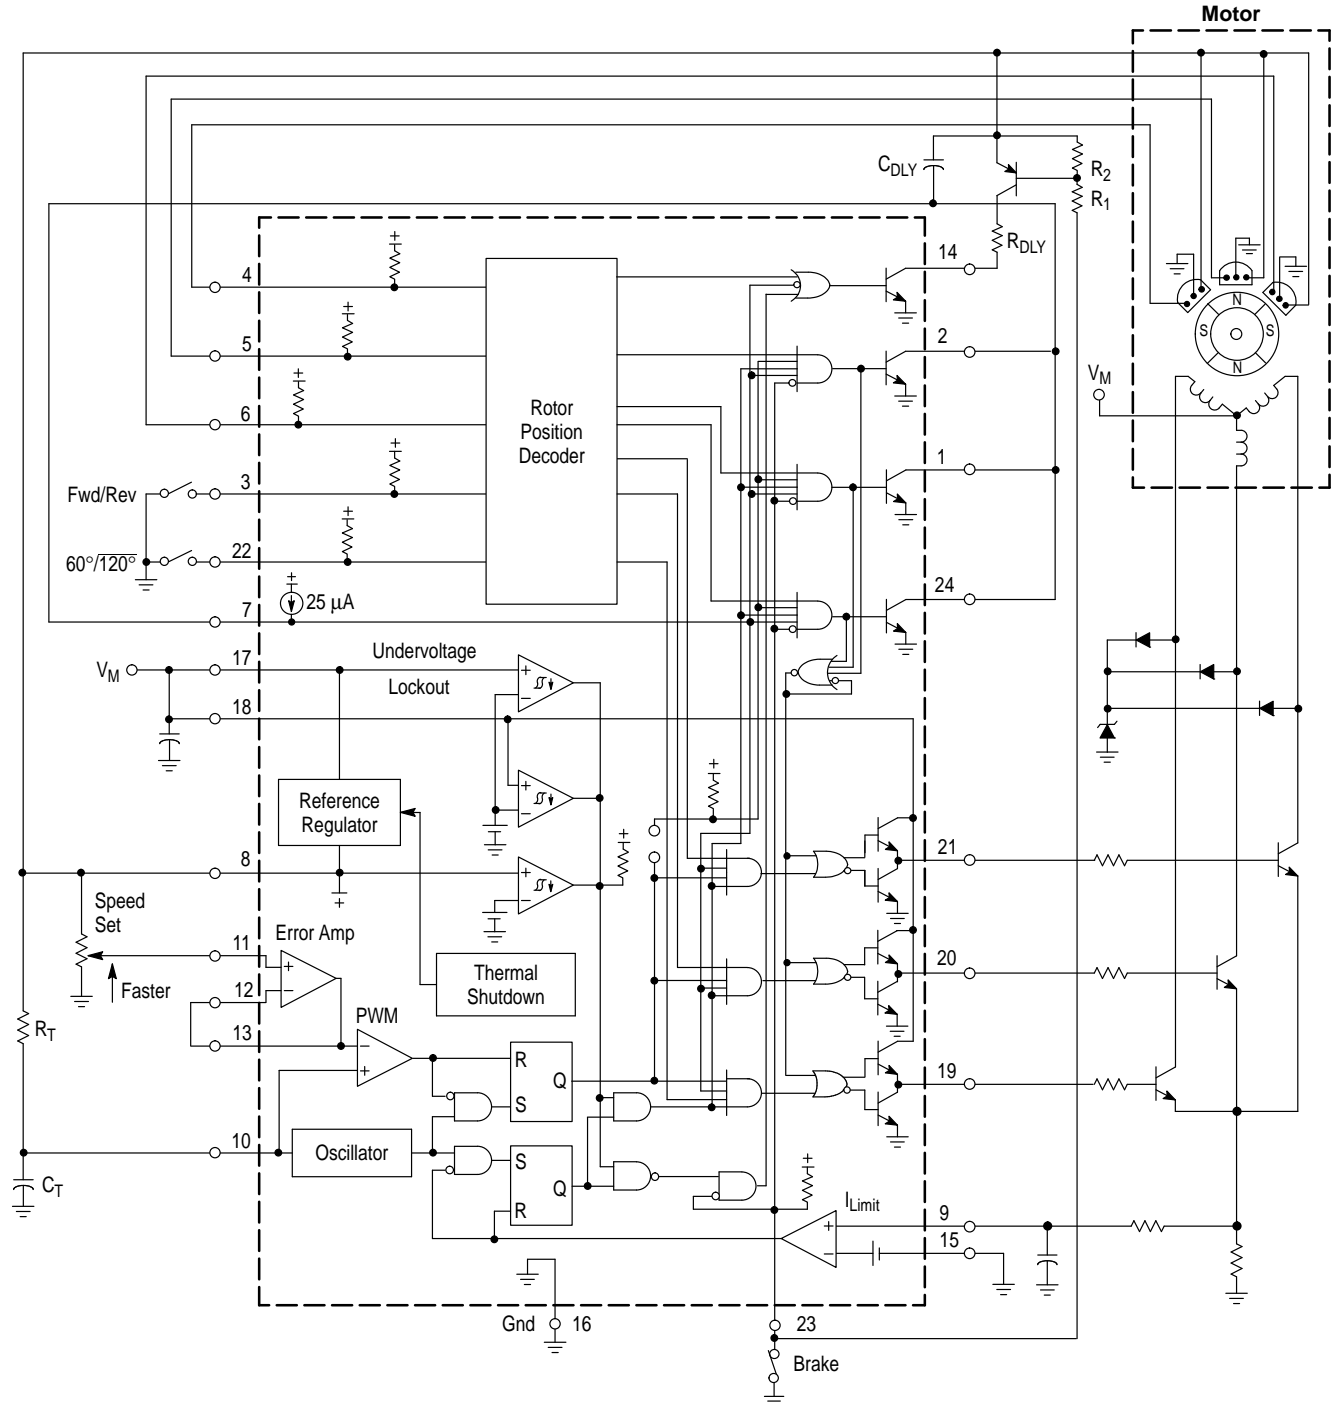 Motor
CDLY
R2
R1
RDLY
4
14
5
2
VM
N
S
S
N
6
Rotor
Position
Decoder
1
Fwd/Rev
3
60°/120°
22
24
25 μA
7
VM
17
Undervoltage
Lockout
18
Reference
Regulator
21
8
Speed
Set
11
Error Amp
20
Thermal
Shutdown
12
Faster
13
PWM
RT
R
Q
S
19
10
Oscillator
S
Q
R
CT
ILimit
9
15
Gnd
16
23
Brake